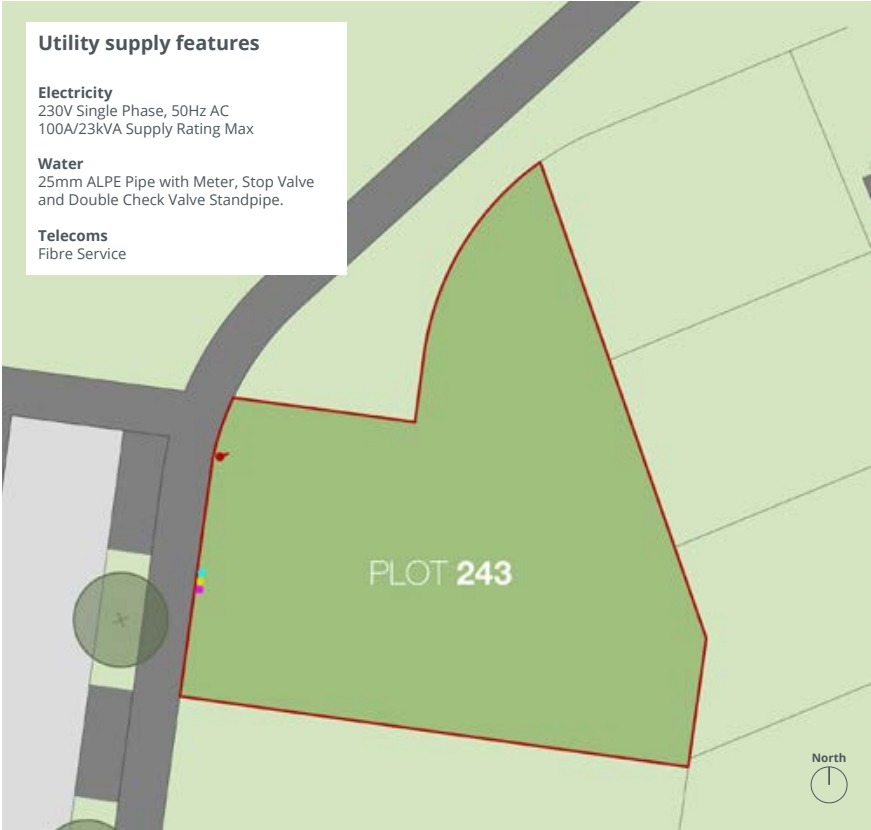 Utility supply features
Electricity
230V Single Phase, 50Hz AC
100A/23kVA Supply Rating Max
Water
25mm ALPE Pipe with Meter, Stop Valve
and Double Check Valve Standpipe.
Telecoms
Fibre Service
PLOT 243
North